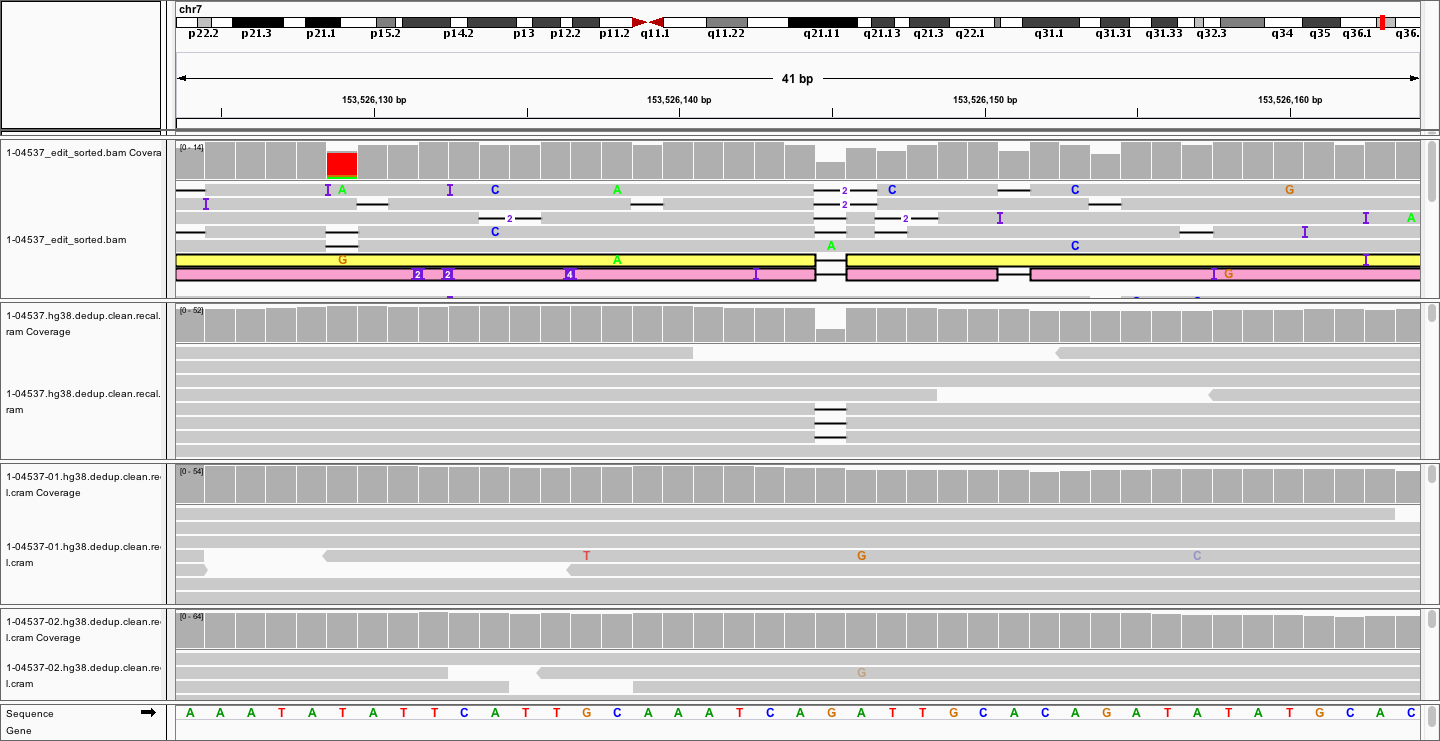 chr7
p22.2 p21.3 p21.1 p15.2 p14.2 p13 p12.2 p11.2 q11.1 q11.22 q21.11 q21.13 q21.3 q22.1 q31.1 q31.31 q31.33 q32.3 q34 q35 q36.1 q36.
41 bp
153,526,130 bp 153,526,140 bp 153,526,150 bp 153,526,160 bp
1-04537_edit_sorted.bam Covera
[0 - 14]
A C A 2 C C G
2
2 2 A
C
1-04537_edit_sorted.bam
A C
G A
2 2 4 G
1-04537.hg38.dedup.clean.recal.
ram Coverage
[0 - 52]
1-04537.hg38.dedup.clean.recal.
ram
1-04537-01.hg38.dedup.clean.re
l.cram Coverage
[0 - 54]
1-04537-01.hg38.dedup.clean.re
l.cram
T G C
1-04537-02.hg38.dedup.clean.re
l.cram Coverage
[0 - 64]
1-04537-02.hg38.dedup.clean.re
l.cram
G
Sequence
A A A T A T A T T C A T T G C A A A T C A G A T T G C A C A G A T A T A T G C A C
Gene